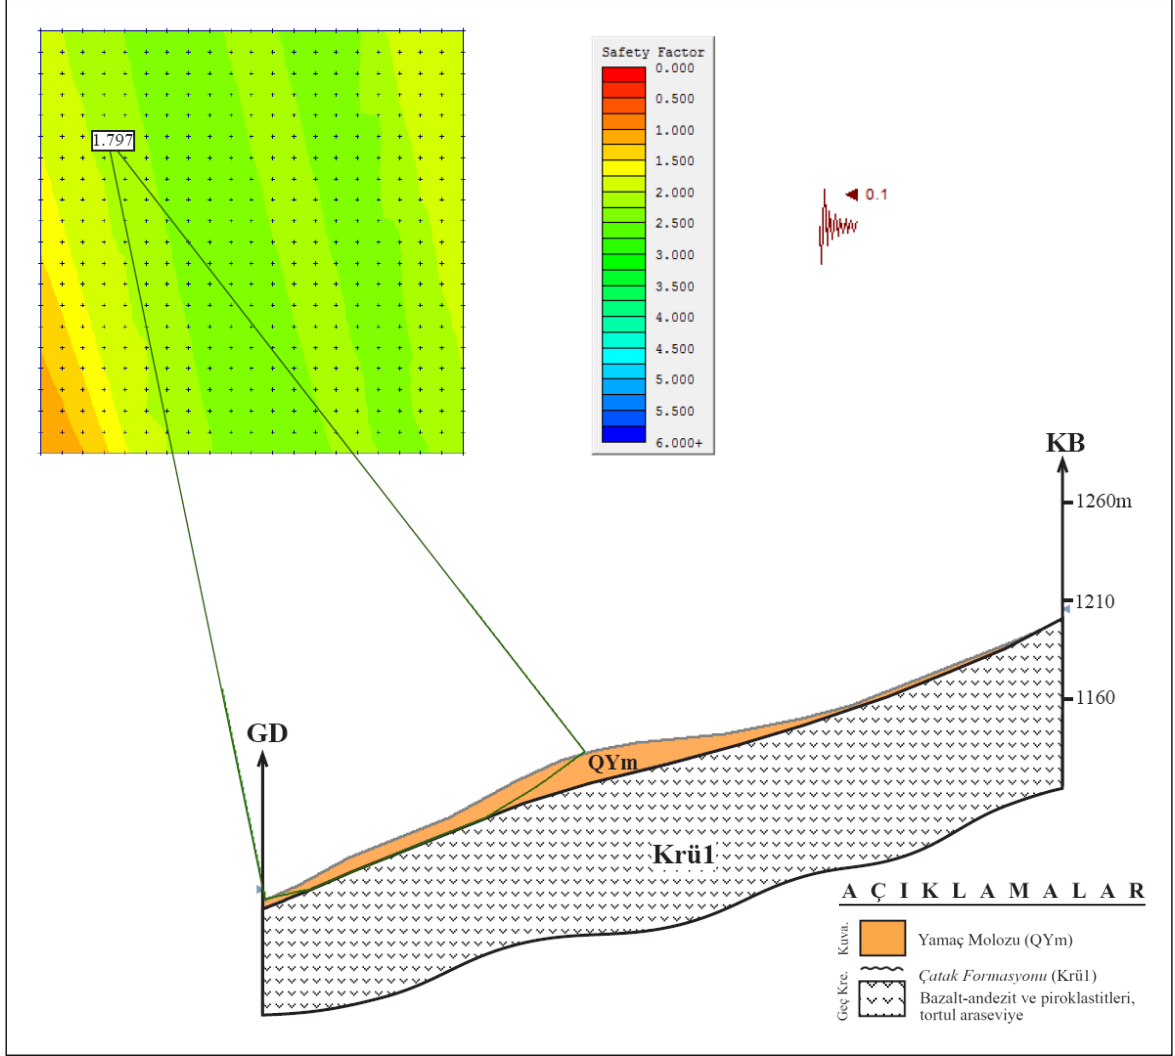 1.797
Safety Factor
0.000
0.500
1.000
1.500
2.000
2.500
3.000
3.500
4.000
4.500
5.000
5.500
6.000+
0.1
KB
1260m
1210
1160
GD
QYm
Krü1
A Ç I K L A M A L A R
Kuva.
Yamaç Molozu (QYm)
Geç Kre.
Çatak Formasyonu (Krü1)
Bazalt-andezit ve piroklastitleri,
tortul araseviye